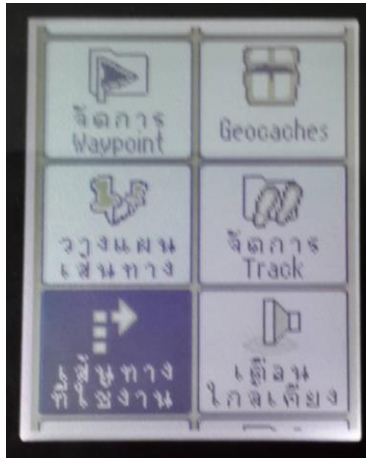 จัดการ
Waypoint
Geocaches
วางแผน
เส้นทาง
จัดการ
Track
เส้นทาง
ที่ใช้งาน
เตือน
ใกล้เคียง